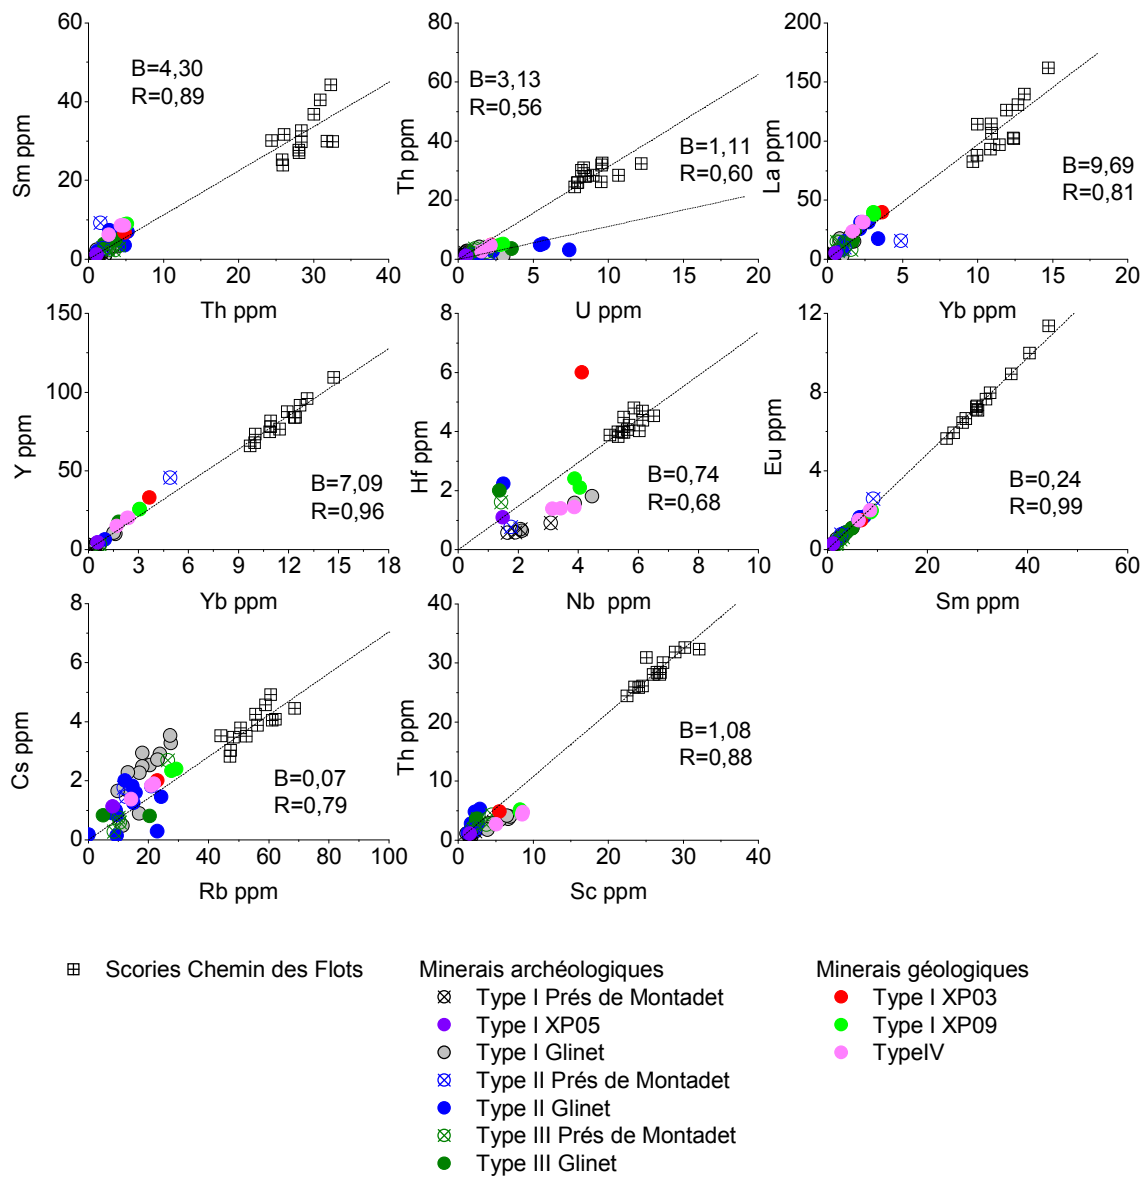 60
40
20
0
Sm ppm
B=4,30
R=0,89
0 10 20 30 40
Th ppm
80
60
40
20
0
Th ppm
B=3,13
R=0,56
B=1,11
R=0,60
0 5 10 15 20
U ppm
200
150
100
50
0
La ppm
B=9,69
R=0,81
0 5 10 15 20
Yb ppm
150
100
50
0
Y ppm
B=7,09
R=0,96
0 3 6 9 12 15 18
Yb ppm
8
6
4
2
0
Hf ppm
B=0,74
R=0,68
0 2 4 6 8 10
Nb ppm
12
8
4
0
Eu ppm
B=0,24
R=0,99
0 20 40 60
Sm ppm
8
6
4
2
0
Cs ppm
B=0,07
R=0,79
0 20 40 60 80 100
Rb ppm
40
30
20
10
0
Th ppm
B=1,08
R=0,88
0 10 20 30 40
Sc ppm
Scories Chemin des Flots
Minerais archéologiques
Type I Prés de Montadet
Type I XP05
Type I Glinet
Type II Prés de Montadet
Type II Glinet
Type III Prés de Montadet
Type III Glinet
Minerais géologiques
Type I XP03
Type I XP09
TypeIV